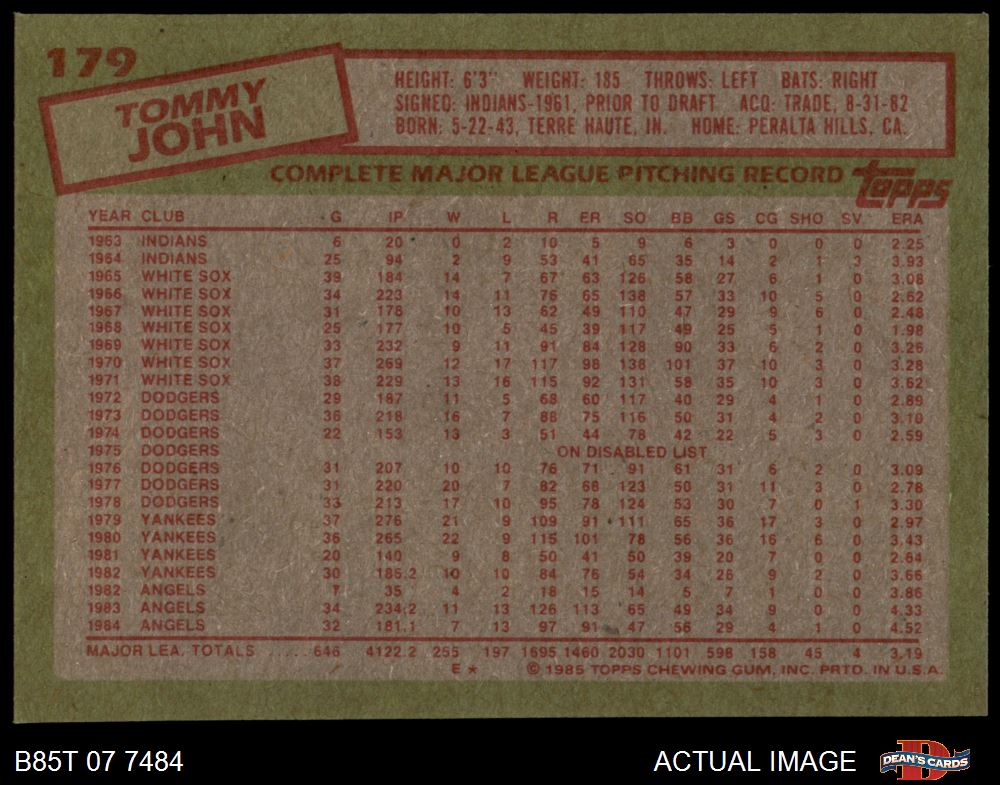 179
TOMMY
JOHN
HEIGHT: 6'3" WEIGHT: 185 THROWS: LEFT BATS: RIGHT
SIGNED: INDIANS-1961, PRIOR TO DRAFT ACQ: TRADE, 8-31-82
BORN: 5-22-43, TERRE HAUTE, IN. HOME: PERALTA HILLS, CA.
COMPLETE MAJOR LEAGUE PITCHING RECORD topps
YEAR CLUB G IP W L R ER SO BB GS CG SHO SV. ERA
1963 INDIANS 6 20 0 2 10 5 9 6 3 0 0 0 2.25
1964 INDIANS 25 94 2 9 53 41 65 35 14 2 1 3 3.93
1965 WHITE SOX 39 184 14 7 67 63 126 58 27 6 1 0 3.08
1966 WHITE SOX 34 223 14 11 76 65 138 57 33 10 5 0 2.62
1967 WHITE SOX 31 178 10 13 62 49 110 47 29 9 6 0 2.48
1968 WHITE SOX 25 177 10 5 45 39 117 49 25 5 1 0 1.98
1969 WHITE SOX 33 232 9 11 91 84 128 90 33 6 2 0 3.26
1970 WHITE SOX 37 269 12 17 117 98 138 101 37 10 3 0 3.28
1971 WHITE SOX 38 229 13 16 115 92 131 58 35 10 3 0 3.62
1972 DODGERS 29 187 11 5 68 60 117 40 29 4 1 0 2.89
1973 DODGERS 36 218 16 7 88 75 116 50 31 4 2 0 3.10
1974 DODGERS 22 153 13 3 51 44 78 42 22 5 3 0 2.59
1975 DODGERS ON DISABLED LIST
1976 DODGERS 31 207 10 10 76 71 91 61 31 6 2 0 3.09
1977 DODGERS 31 220 20 7 82 68 123 50 31 11 3 0 2.78
1978 DODGERS 33 213 17 10 95 78 124 53 30 7 0 1 3.30
1979 YANKEES 37 276 21 9 109 91 111 65 36 17 3 0 2.97
1980 YANKEES 36 265 22 9 115 101 78 56 36 16 6 0 3.43
1981 YANKEES 20 140 9 8 50 41 50 39 20 7 0 0 2.64
1982 YANKEES 30 185.2 10 10 84 76 54 34 26 9 2 0 3.66
1982 ANGELS 7 35 4 2 18 15 14 5 7 1 0 0 3.86
1983 ANGELS 34 234.2 11 13 126 113 65 49 34 9 0 0 4.33
1984 ANGELS 32 181.1 7 13 97 91 47 56 29 4 1 0 4.52
MAJOR LEA. TOTALS ..... 646 4122.2 255 197 1695 1460 2030 1101 598 158 45 4 3.19
E * © 1985 TOPPS CHEWING GUM, INC. PRTD. IN U.S.A.
B85T 07 7484 ACTUAL IMAGE D DEAN'S CARDS